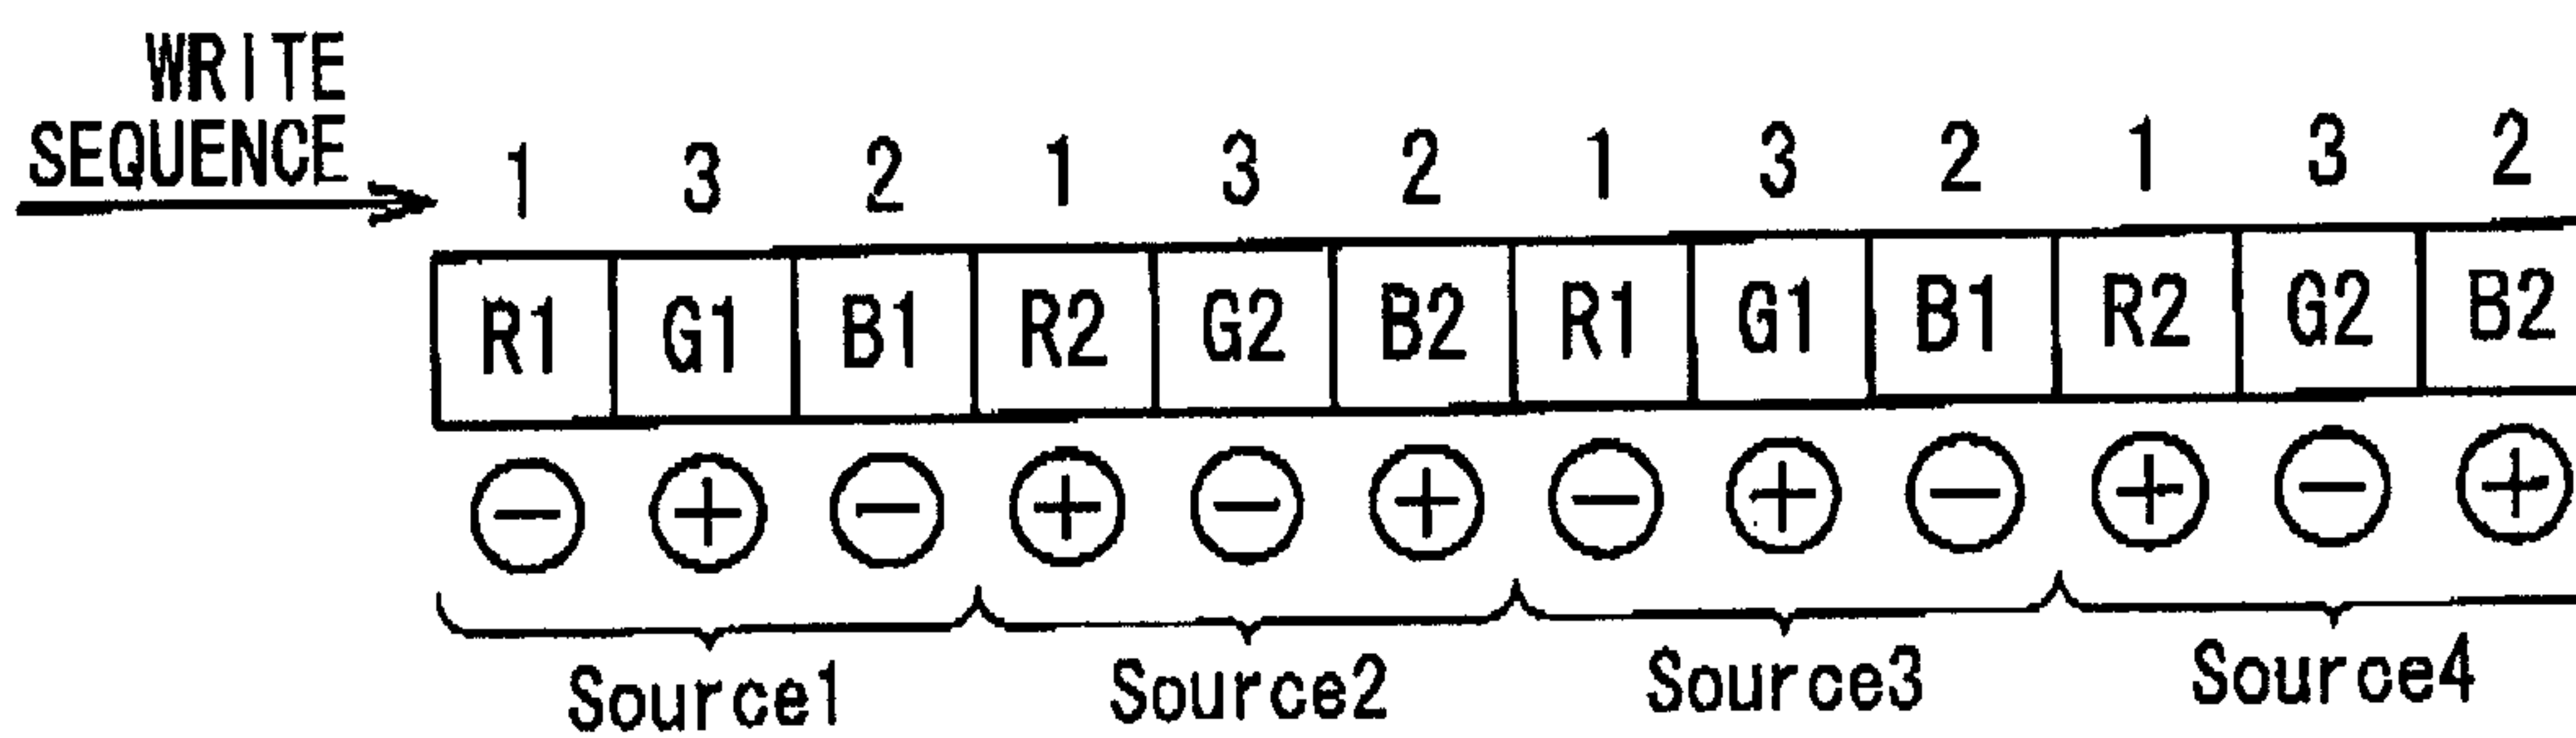 WRITE
SEQUENCE
1 3 2 1 3 2 1 3 2 1 3 2
R1 G1 B1 R2 G2 B2 R1 G1 B1 R2 G2 B2
⊖ ⊕ ⊖ ⊕ ⊖ ⊕ ⊖ ⊕ ⊖ ⊕ ⊖ ⊕
Source1 Source2 Source3 Source4